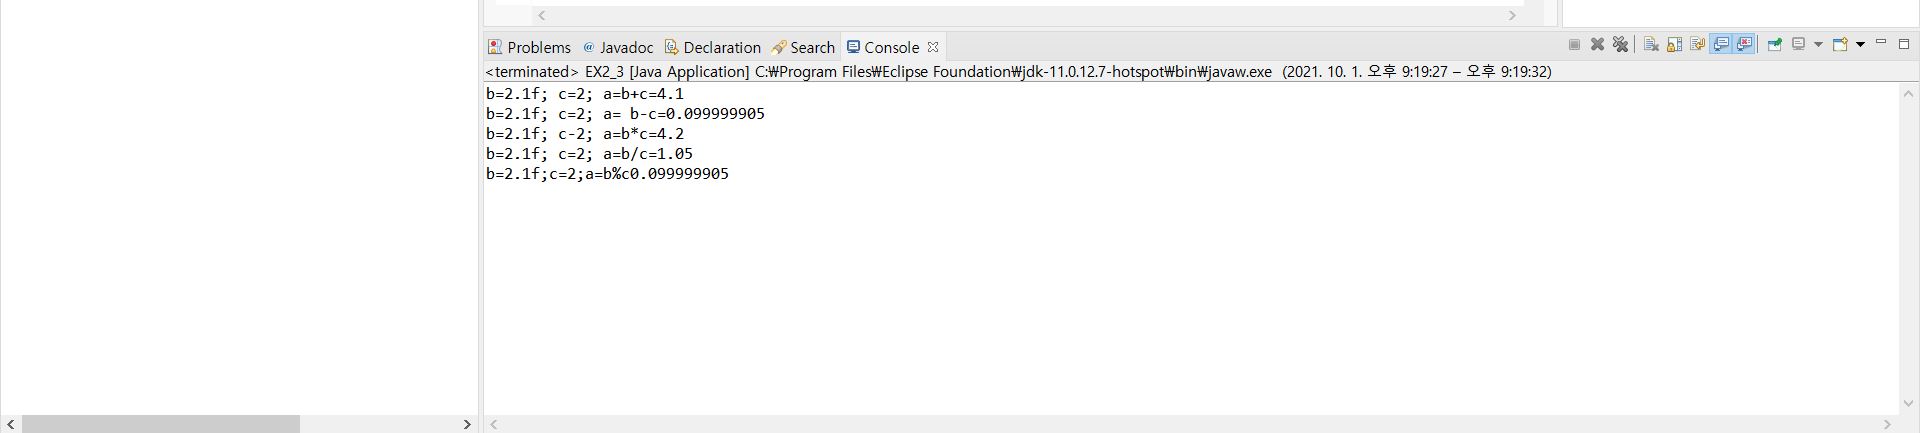 Problems @ Javadoc Declaration Search Console
<terminated> EX2_3 [Java Application] C:₩Program Files₩Eclipse Foundation₩jdk-11.0.12.7-hotspot₩bin₩javaw.exe (2021. 10. 1. 오후 9:19:27 – 오후 9:19:32)
b=2.1f; c=2; a=b+c=4.1
b=2.1f; c=2; a= b-c=0.099999905
b=2.1f; c-2; a=b*c=4.2
b=2.1f; c=2; a=b/c=1.05
b=2.1f;c=2;a=b%c0.099999905